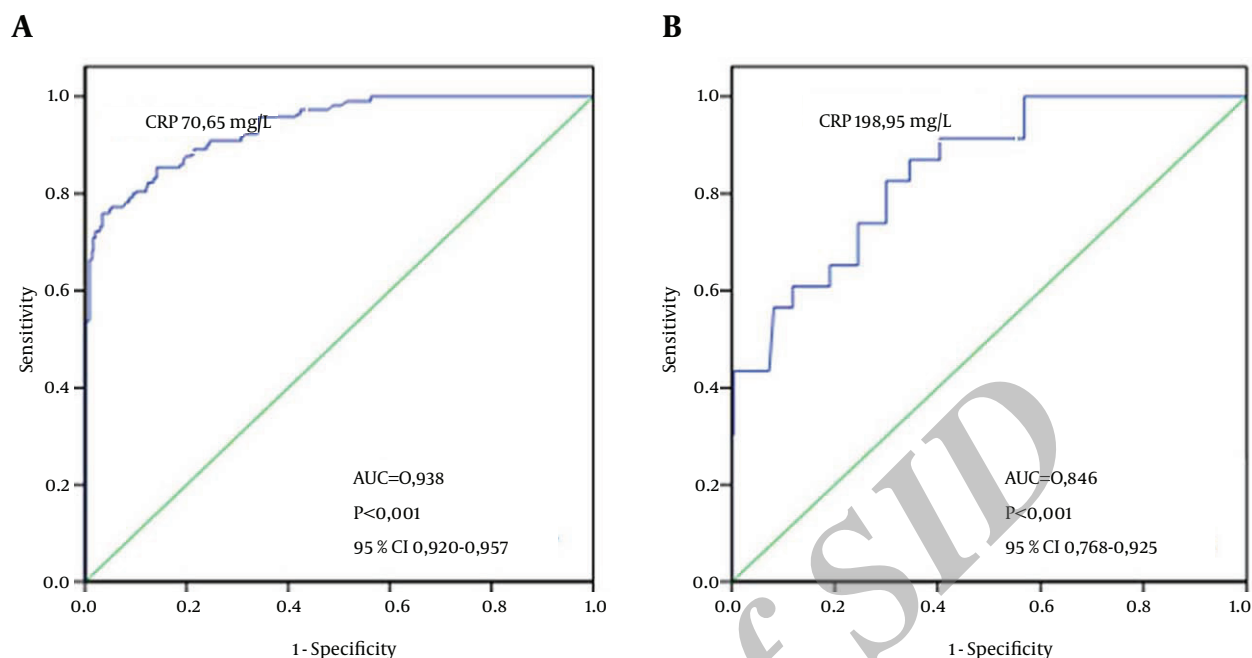 A
1.0
0.8
0.6
0.4
0.2
0.0
Sensitivity
CRP 70,65 mg/L
AUC=0,938
P<0,001
95 % CI 0,920-0,957
0.0 0.2 0.4 0.6 0.8 1.0
1- Specificity
B
1.0
0.8
0.6
0.4
0.2
0.0
Sensitivity
CRP 198,95 mg/L
AUC=0,846
P<0,001
95 % CI 0,768-0,925
0.0 0.2 0.4 0.6 0.8 1.0
1- Specificity
f SID